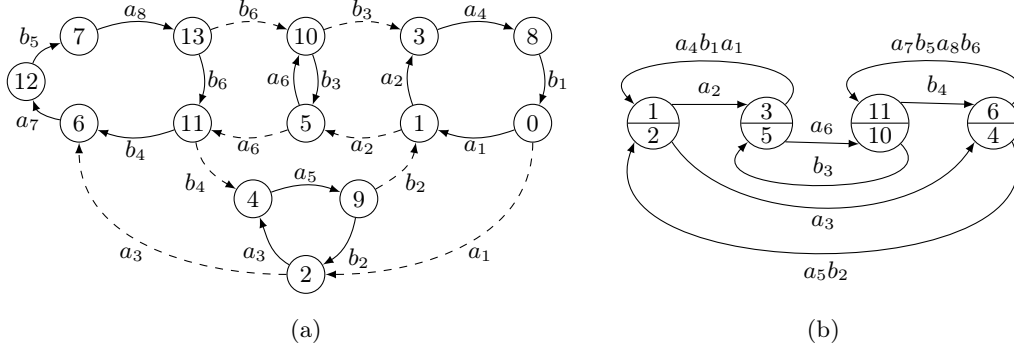 a₈ b₆ b₃ a₄
b₅ 7 13 10 3 8
12 b₆ a₆ b₃ a₂ b₁
a₇ 6 b₄ 11 a₆ 5 a₂ 1 a₁ 0
b₄ 4 a₅ 9 b₂
a₃ a₃ b₂ a₁
2
(a)
a₄b₁a₁ a₇b₅a₈b₆
a₂ b₄
1 3 11 6
2 5 10 4
a₆
b₃
a₃
a₅b₂
(b)